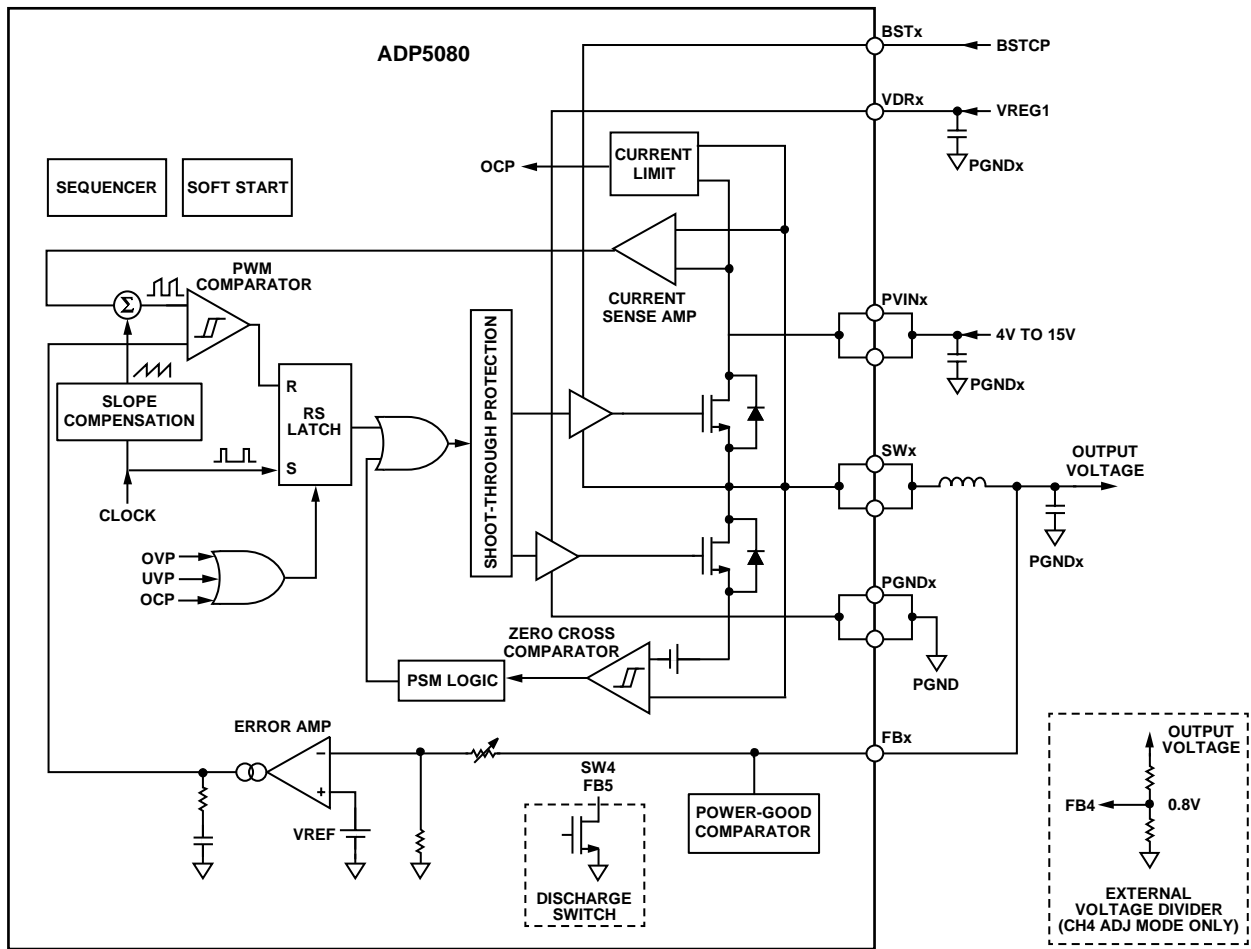 ADP5080
BSTx
BSTCP
VDRx
VREG1
PGNDx
SEQUENCER
SOFT START
OCP
CURRENT
LIMIT
PWM
COMPARATOR
Σ
CURRENT
SENSE AMP
PVINx
4V TO 15V
PGNDx
SLOPE
COMPENSATION
R
RS
LATCH
S
CLOCK
SHOOT-THROUGH PROTECTION
SWx
OUTPUT
VOLTAGE
PGNDx
OVP
UVP
OCP
PGNDx
PGND
ZERO CROSS
COMPARATOR
PSM LOGIC
ERROR AMP
−
+
VREF
FBx
SW4
FB5
DISCHARGE
SWITCH
POWER-GOOD
COMPARATOR
OUTPUT
VOLTAGE
FB4
0.8V
EXTERNAL
VOLTAGE DIVIDER
(CH4 ADJ MODE ONLY)